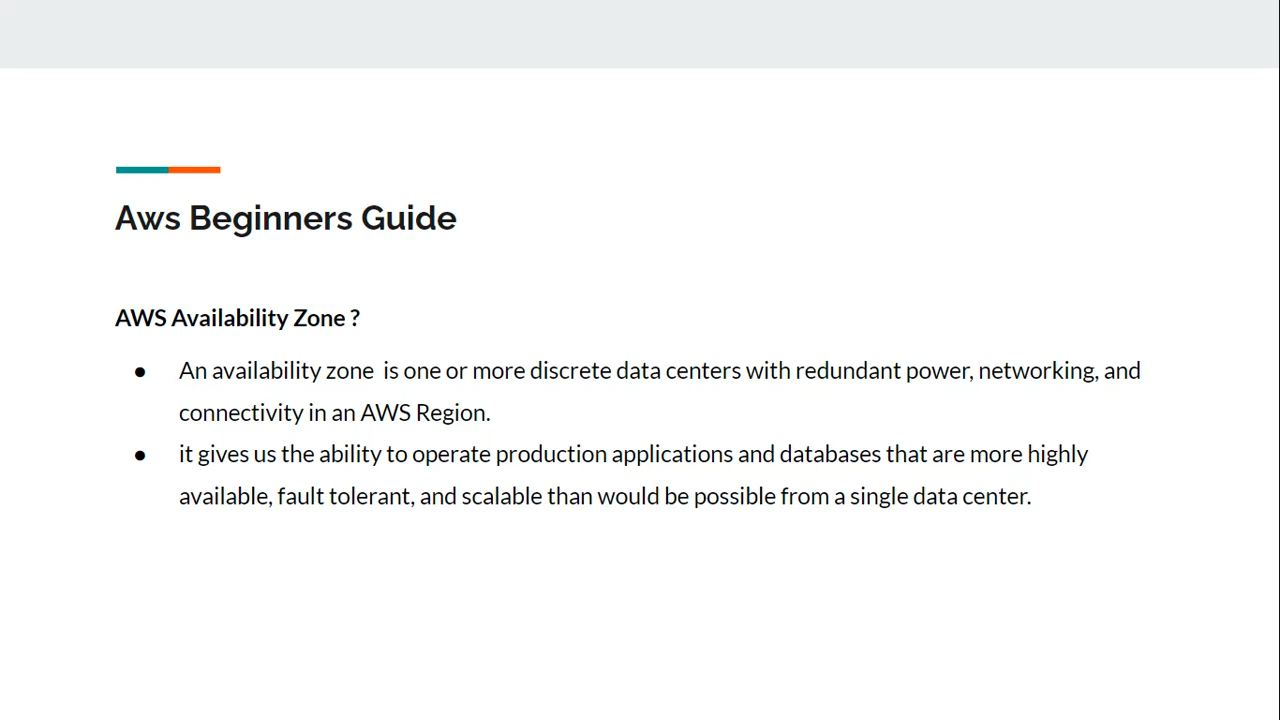 Aws Beginners Guide
AWS Availability Zone ?
● An availability zone  is one or more discrete data centers with redundant power, networking, and
connectivity in an AWS Region.
● it gives us the ability to operate production applications and databases that are more highly
available, fault tolerant, and scalable than would be possible from a single data center.